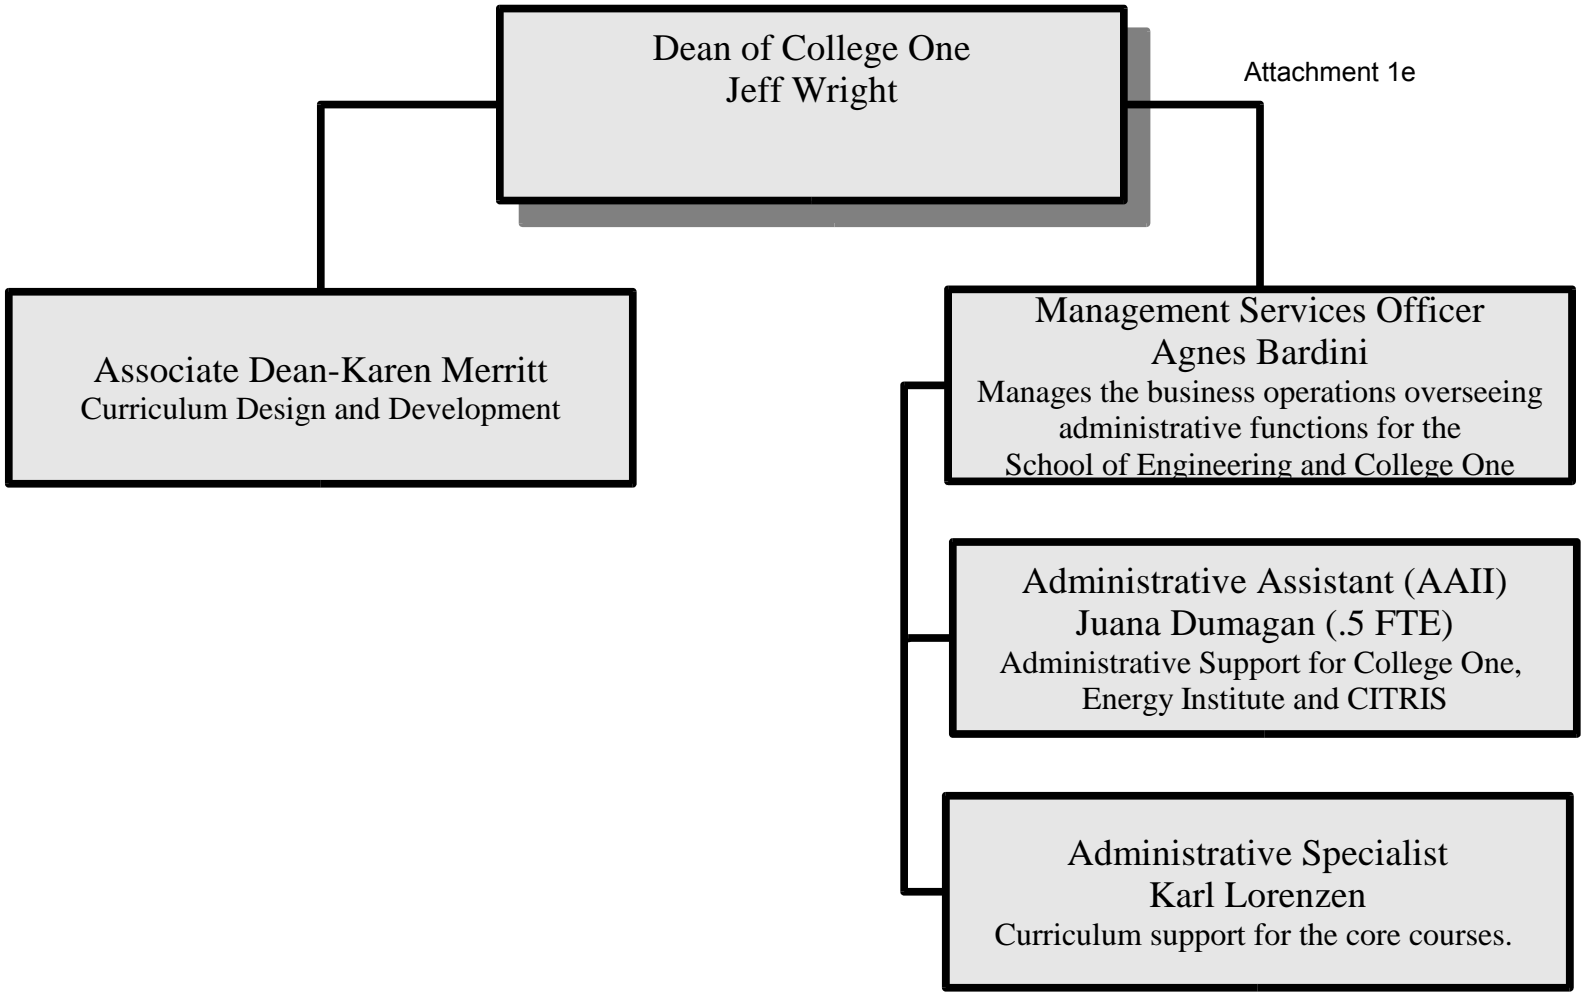 Dean of College One
Jeff Wright
Attachment 1e
Associate Dean-Karen Merritt
Curriculum Design and Development
Management Services Officer
Agnes Bardini
Manages the business operations overseeing
administrative functions for the
School of Engineering and College One
Administrative Assistant (AAII)
Juana Dumagan (.5 FTE)
Administrative Support for College One,
Energy Institute and CITRIS
Administrative Specialist
Karl Lorenzen
Curriculum support for the core courses.